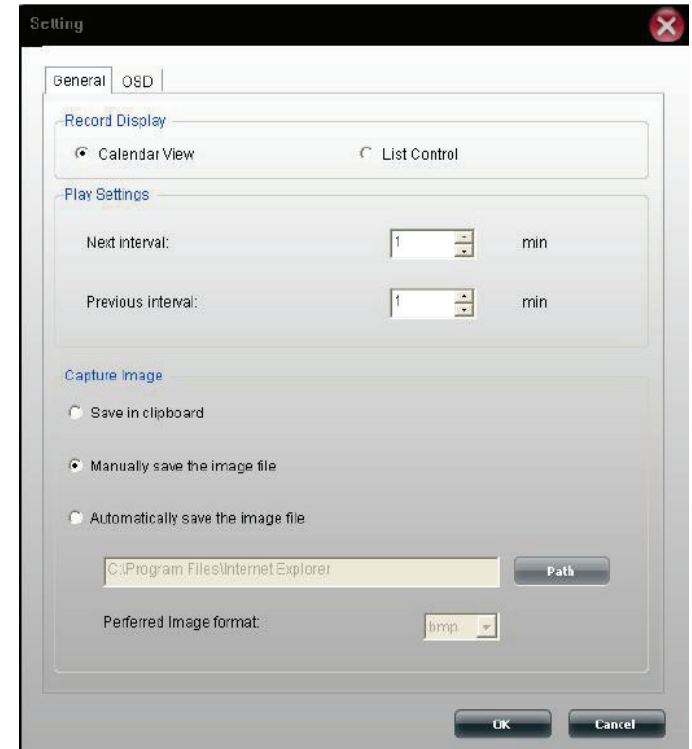 Setting
General OSD
Record Display
Calendar View List Control
Play Settings
Next interval: 1 min
Previous interval: 1 min
Capture Image
Save in clipboard
Manually save the image file
Automatically save the image file
C:\Program Files\Internet Explorer Path
Perferred Image format: bmp
OK Cancel